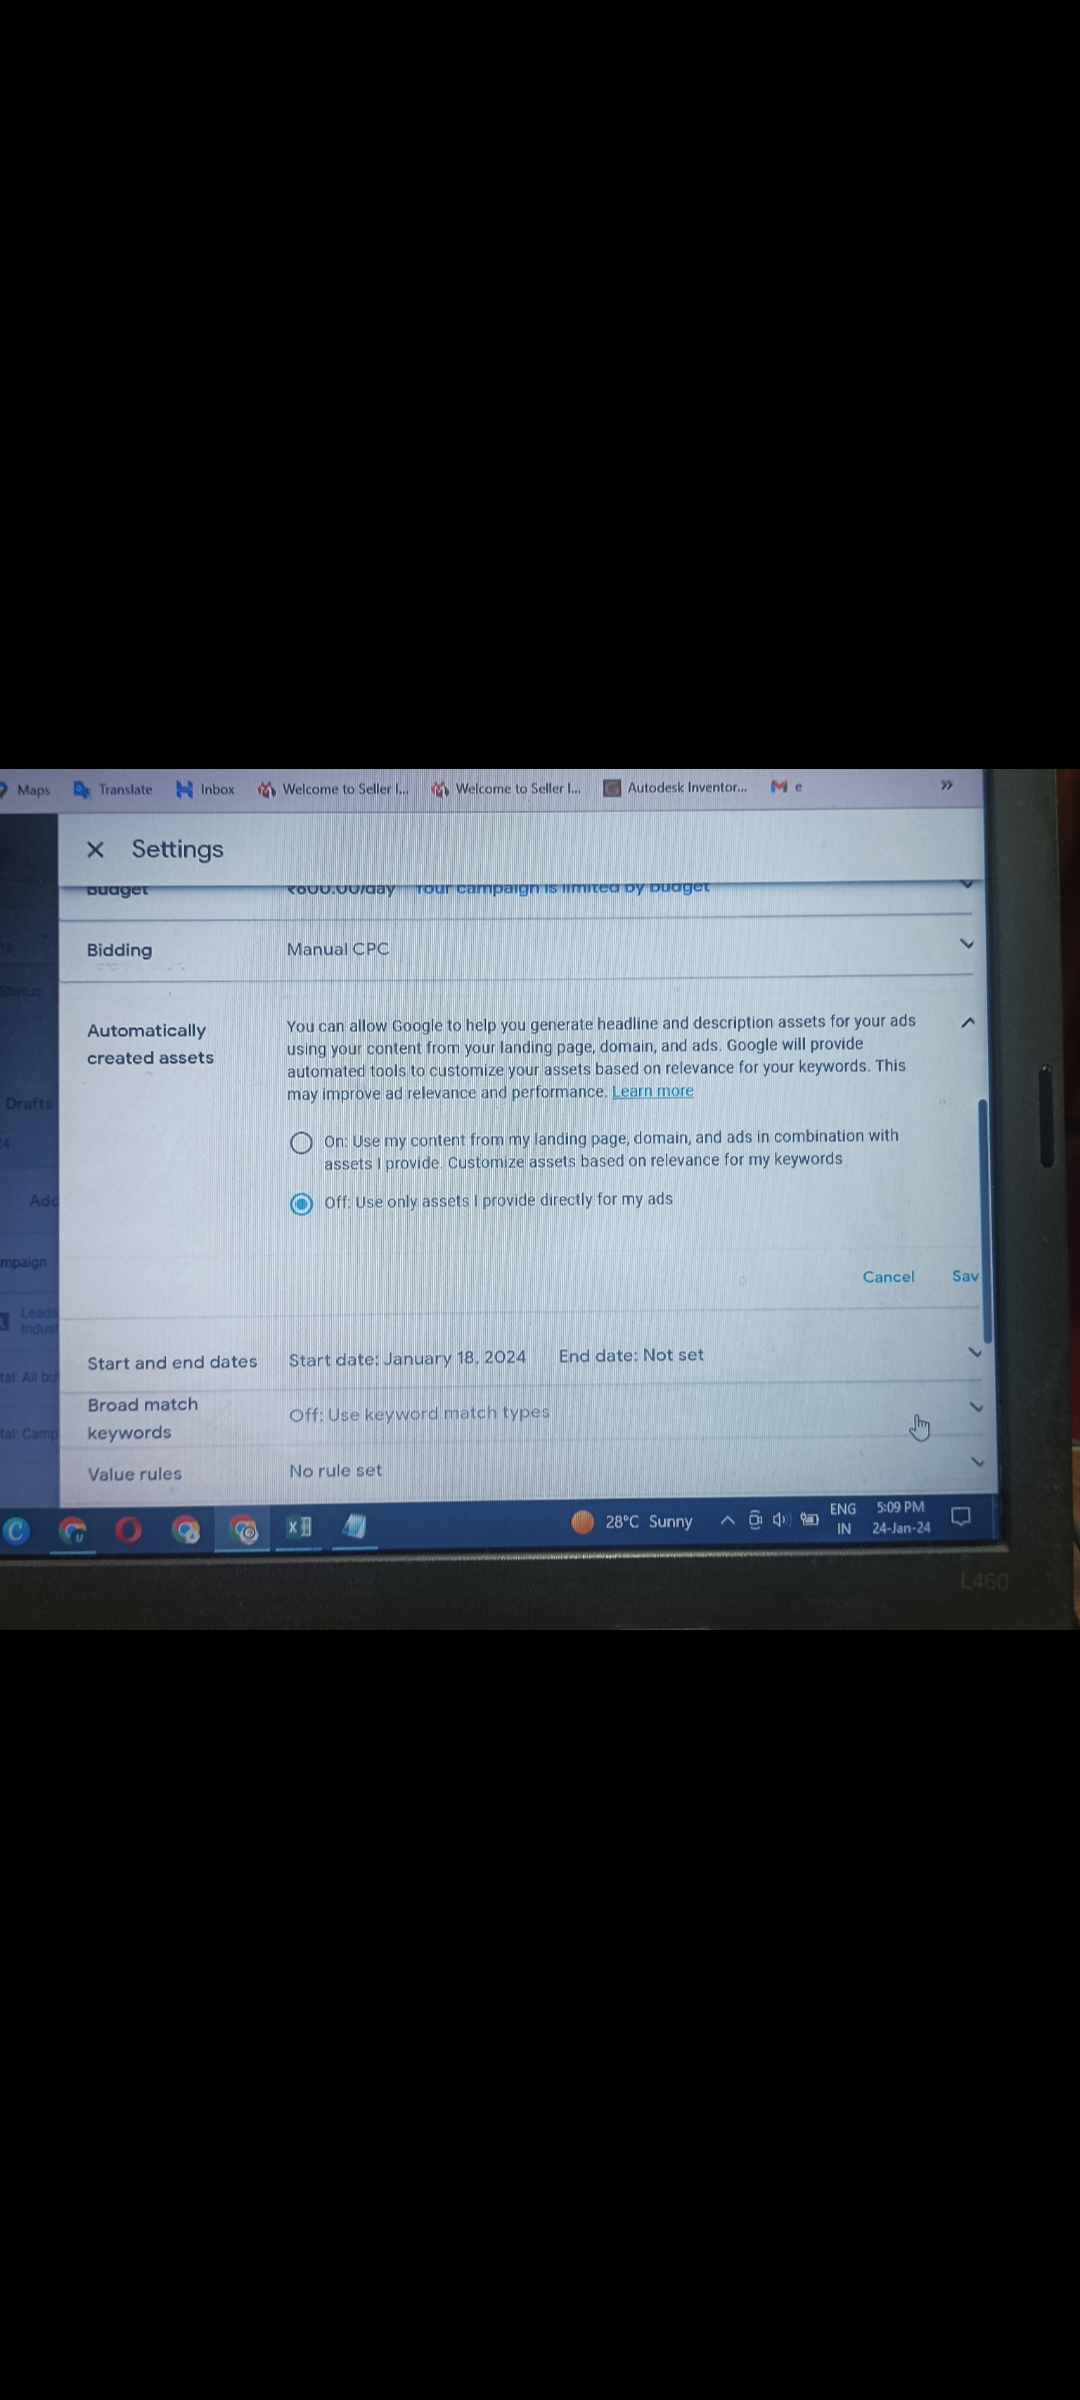 Maps Translate Inbox Welcome to Seller I... Welcome to Seller I... Autodesk Inventor... e
Settings
Budget ₹600.00/day Your campaign is limited by budget
Bidding Manual CPC
Status
Automatically
created assets
You can allow Google to help you generate headline and description assets for your ads
using your content from your landing page, domain, and ads. Google will provide
automated tools to customize your assets based on relevance for your keywords. This
may improve ad relevance and performance. Learn more
Drafts
On: Use my content from my landing page, domain, and ads in combination with
assets I provide. Customize assets based on relevance for my keywords
Off: Use only assets I provide directly for my ads
Add
mpaign
Cancel Sav
Leads
Indust
Start and end dates Start date: January 18, 2024 End date: Not set
tal: All bu
Broad match
keywords
Off: Use keyword match types
tal: Camp
Value rules No rule set
28°C Sunny
ENG
IN
5:09 PM
24-Jan-24
L460